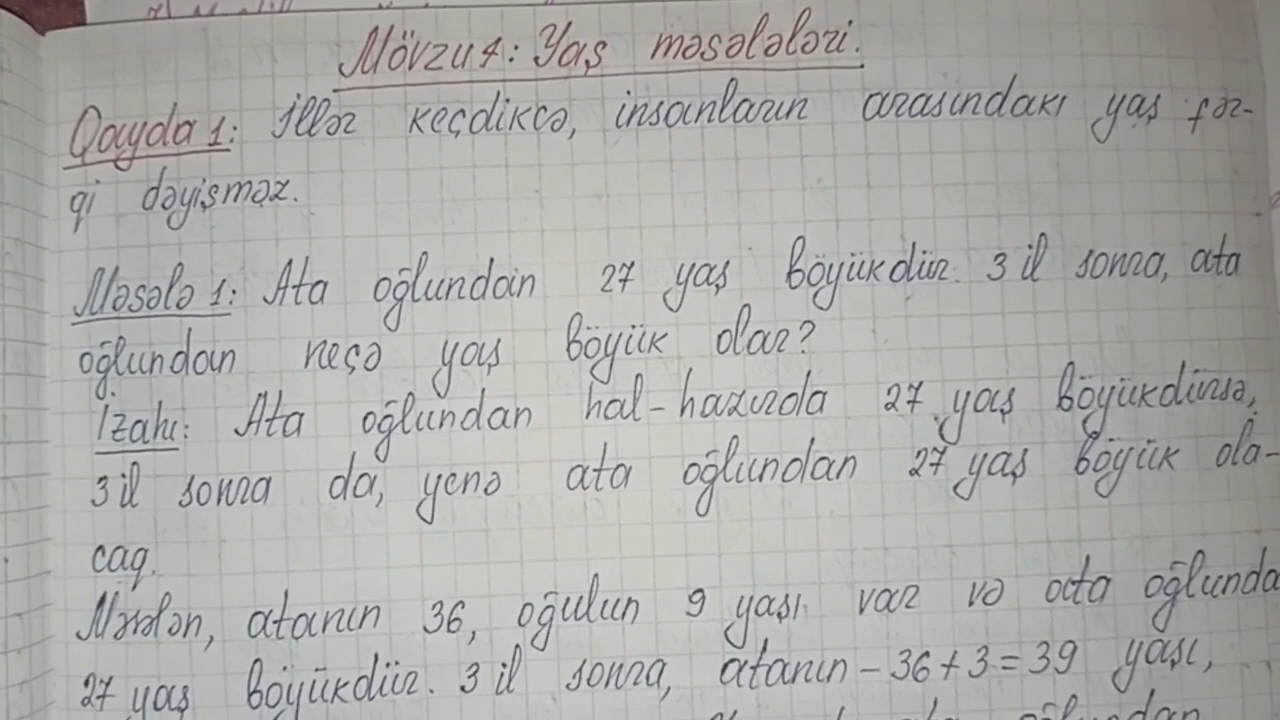 Mövzu 4: Yaş məsələləri.
Qayda 1: İllər keçdikcə, insanların arasındakı yaş fər-
qi dəyişməz.
Məsələ 1: Ata oğlundan 27 yaş böyükdür. 3 il sonra, ata
oğlundan neçə yaş böyük olar?
İzahı: Ata oğlundan hal-hazırda 27 yaş böyükdürsə,
3 il sonra da, yenə ata oğlundan 27 yaş böyük ola-
caq.
Məsələn, atanın 36, oğulun 9 yaşı var və ata oğlunda
27 yaş böyükdür. 3 il sonra, atanın - 36 + 3 = 39 yaşı,
oğlundan